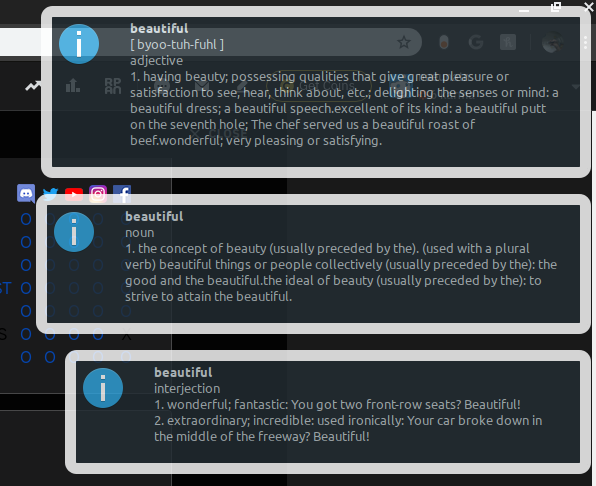 beautiful
[ byoo-tuh-fuhl ]
adjective
1. having beauty; possessing qualities that give great pleasure or
satisfaction to see, hear, think about, etc.; delighting the senses or mind: a
beautiful dress; a beautiful speech.excellent of its kind: a beautiful putt
on the seventh hole; The chef served us a beautiful roast of
beef.wonderful; very pleasing or satisfying.
beautiful
noun
1. the concept of beauty (usually preceded by the). (used with a plural
verb) beautiful things or people collectively (usually preceded by the): the
good and the beautiful.the ideal of beauty (usually preceded by the): to
strive to attain the beautiful.
O O O O O
ST
S O O O O X
O O O O O
beautiful
interjection
1. wonderful; fantastic: You got two front-row seats? Beautiful!
2. extraordinary; incredible: used ironically: Your car broke down in
the middle of the freeway? Beautiful!